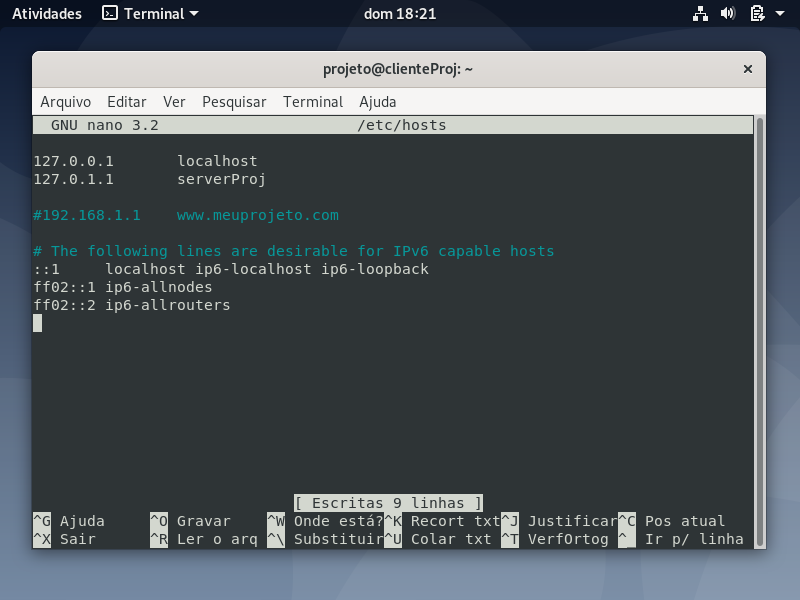 Atividades Terminal dom 18:21
projeto@clienteProj: ~ ×
Arquivo Editar Ver Pesquisar Terminal Ajuda
GNU nano 3.2 /etc/hosts
127.0.0.1 localhost
127.0.1.1 serverProj
#192.168.1.1 www.meuprojeto.com
# The following lines are desirable for IPv6 capable hosts
::1 localhost ip6-localhost ip6-loopback
ff02::1 ip6-allnodes
ff02::2 ip6-allrouters
[ Escritas 9 linhas ]
^G Ajuda ^O Gravar ^W Onde está? ^K Recort txt ^J Justificar ^C Pos atual
^X Sair ^R Ler o arq ^\ Substituir ^U Colar txt ^T VerfOrtog ^_ Ir p/ linha